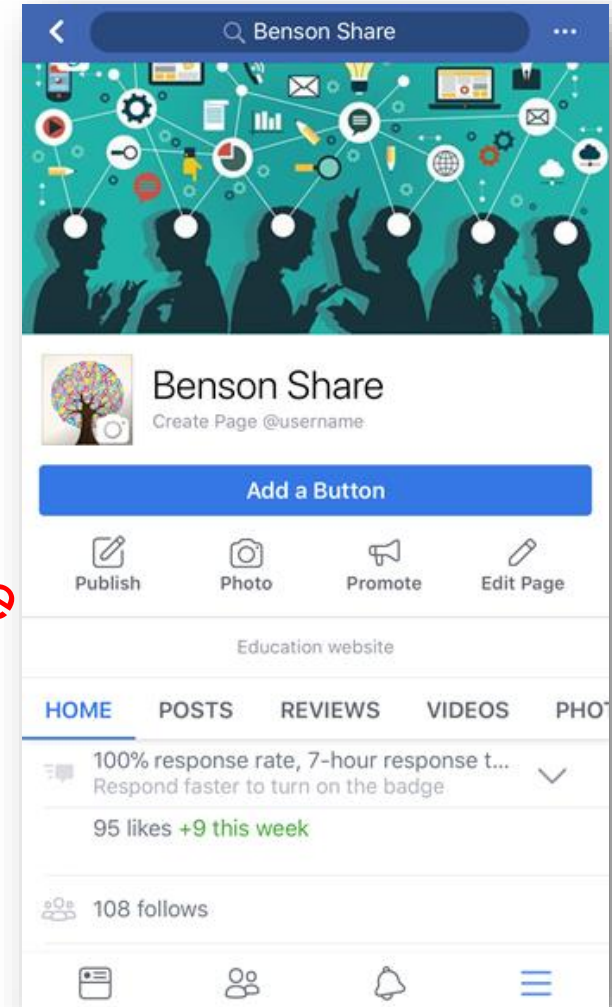 Benson Share
Benson Share
Create Page @username
Add a Button
Publish Photo Promote Edit Page
Education website
HOME POSTS REVIEWS VIDEOS PHO
100% response rate, 7-hour response t...
Respond faster to turn on the badge
95 likes +9 this week
108 follows
e